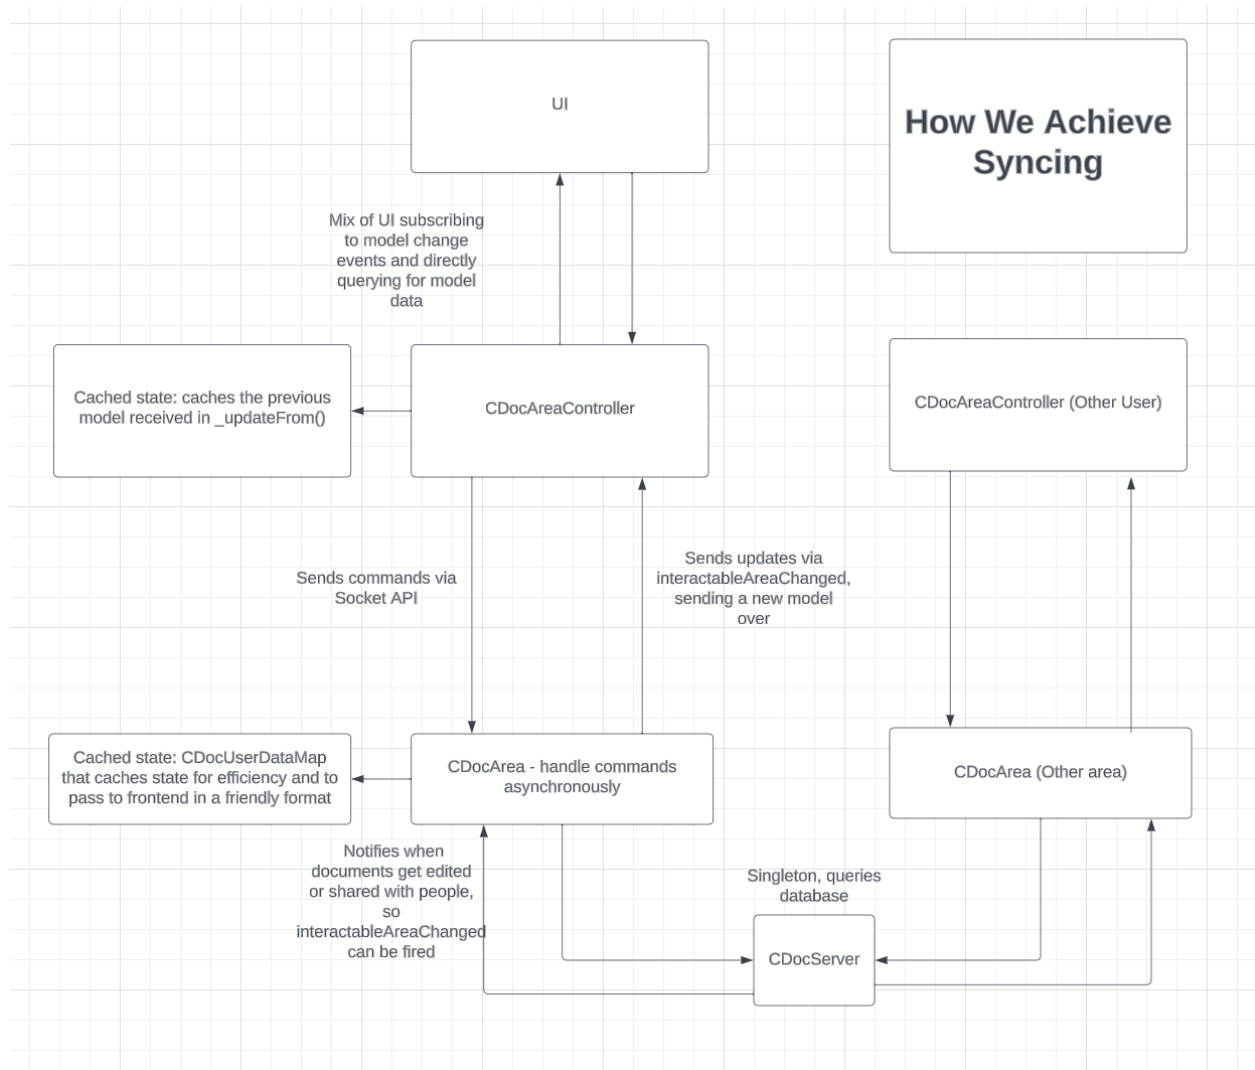 UI
How We Achieve
Syncing
Mix of UI subscribing
to model change
events and directly
querying for model
data
Cached state: caches the previous
model received in _updateFrom()
CDocAreaController
CDocAreaController (Other User)
Sends commands via
Socket API
Sends updates via
interactableAreaChanged,
sending a new model
over
Cached state: CDocUserDataMap
that caches state for efficiency and to
pass to frontend in a friendly format
CDocArea - handle commands
asynchronously
CDocArea (Other area)
Notifies when
documents get edited
or shared with people,
so
interactableAreaChanged
can be fired
Singleton, queries
database
CDocServer